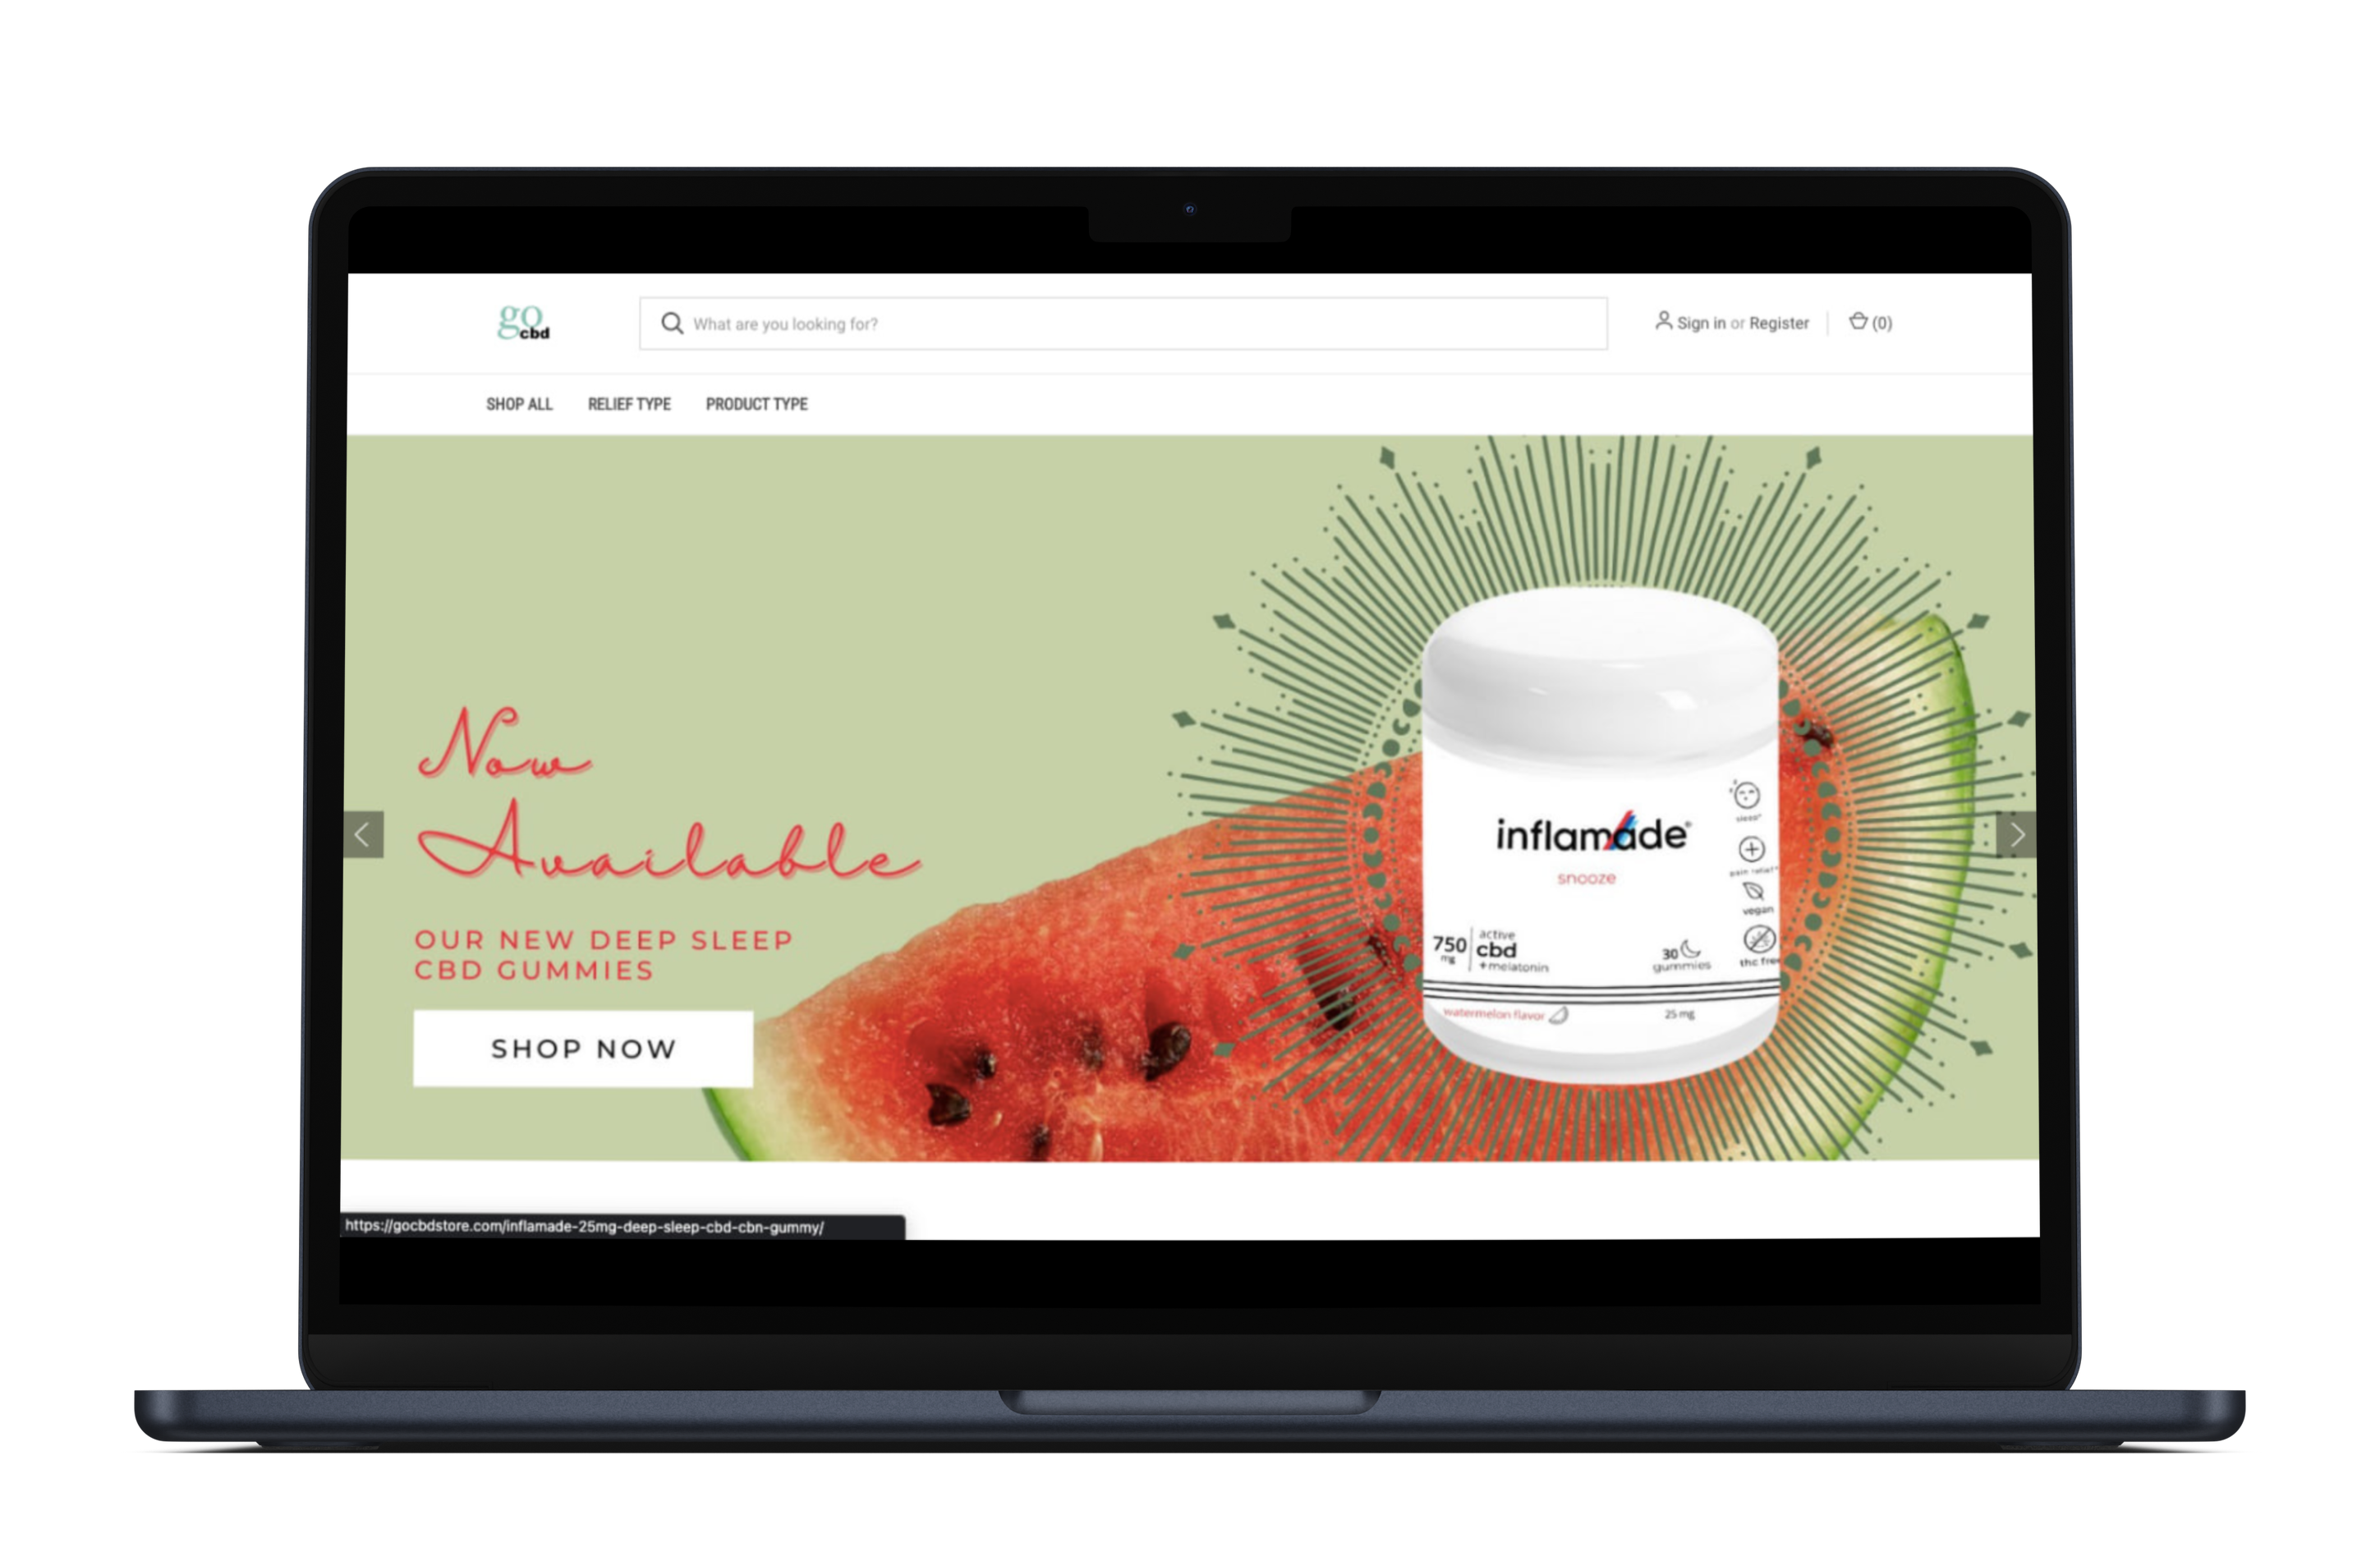 go
cbd
What are you looking for?
Sign in or Register
(0)
SHOP ALL
RELIEF TYPE
PRODUCT TYPE
Now
Available
OUR NEW DEEP SLEEP
CBD GUMMIES
SHOP NOW
inflamade®
snooze
sleep*
pain relief*
vegan
thc free
750
mg
active
cbd
+melatonin
30
gummies
watermelon flavor
25 mg
https://gocbdstore.com/inflamade-25mg-deep-sleep-cbd-cbn-gummy/